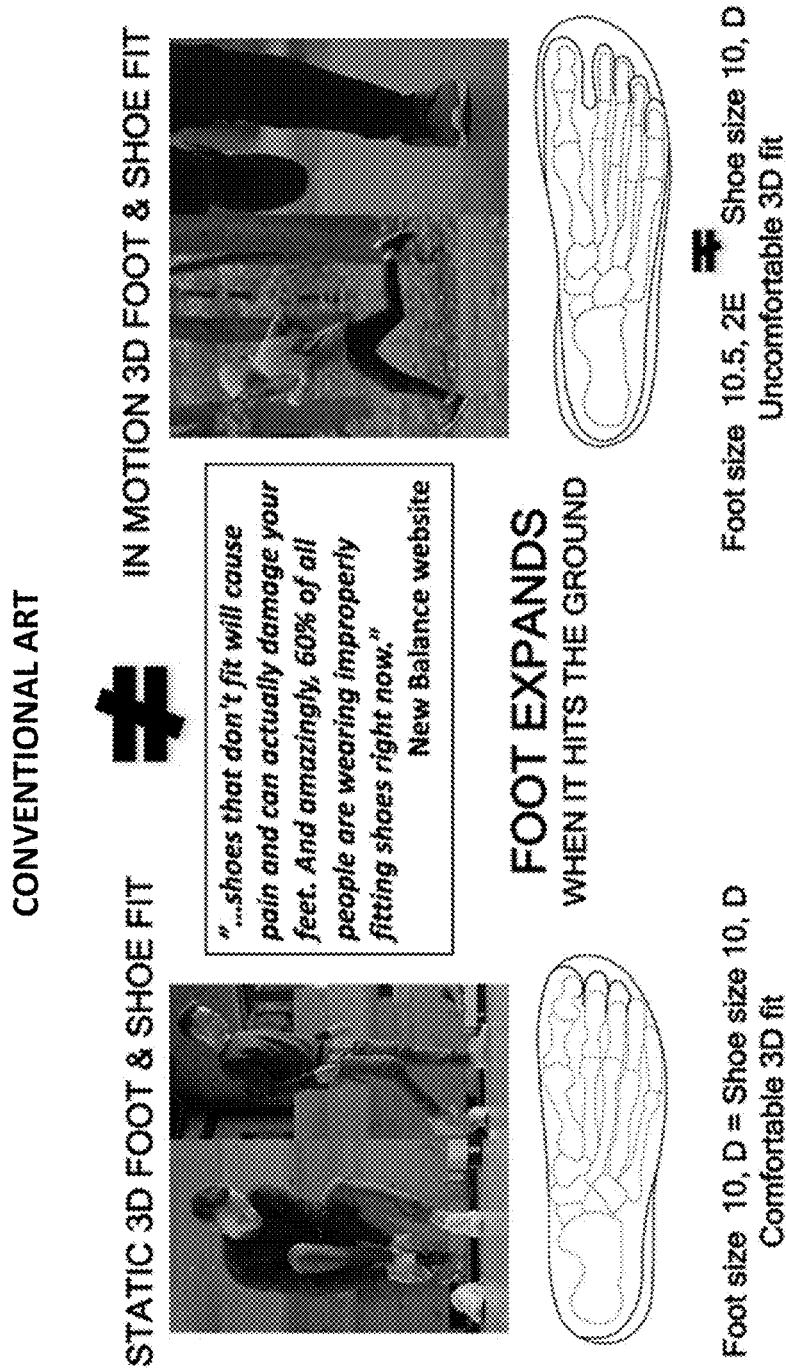 CONVENTIONAL ART
STATIC 3D FOOT & SHOE FIT
≠
IN MOTION 3D FOOT & SHOE FIT
"...shoes that don't fit will cause
pain and can actually damage your
feet. And amazingly, 60% of all
people are wearing improperly
fitting shoes right now."
New Balance website
FOOT EXPANDS
WHEN IT HITS THE GROUND
Foot size 10, D = Shoe size 10, D
Comfortable 3D fit
Foot size 10.5, 2E ≠ Shoe size 10, D
Uncomfortable 3D fit